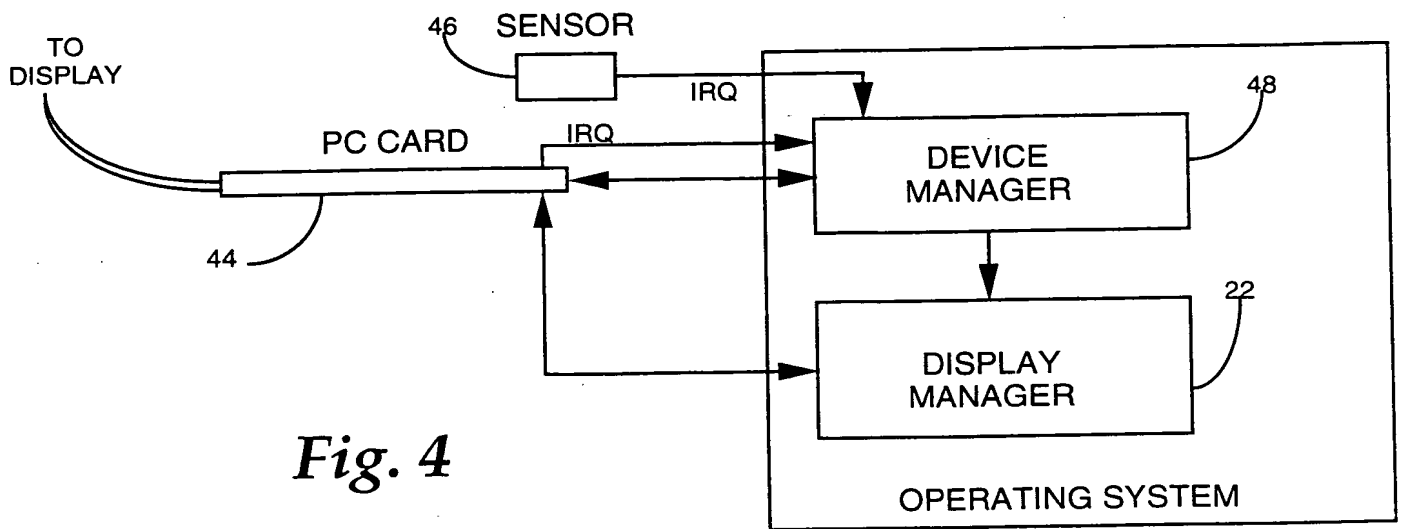 46
SENSOR
TO
DISPLAY
IRQ
48
PC CARD
IRQ
DEVICE
MANAGER
44
22
DISPLAY
MANAGER
Fig. 4
OPERATING SYSTEM